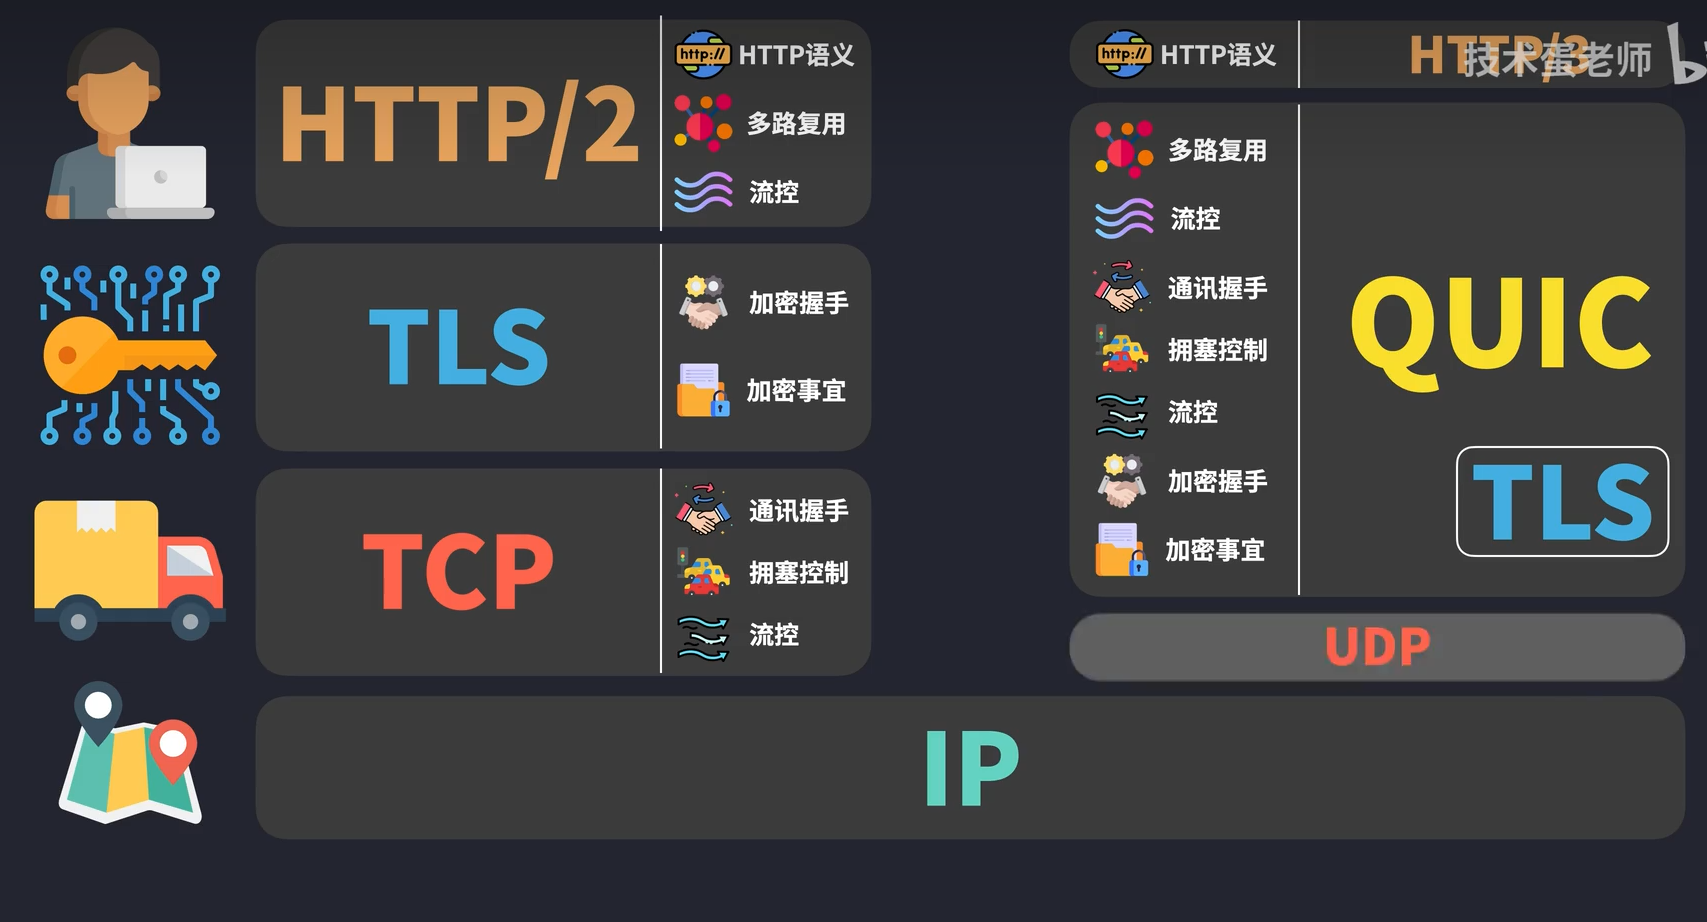 HTTP/2
http://
HTTP语义
多路复用
流控
TLS
加密握手
加密事宜
TCP
通讯握手
拥塞控制
流控
http://
HTTP语义
HTTP/3
技术蛋老师
多路复用
流控
通讯握手
拥塞控制
流控
加密握手
加密事宜
QUIC
TLS
UDP
IP